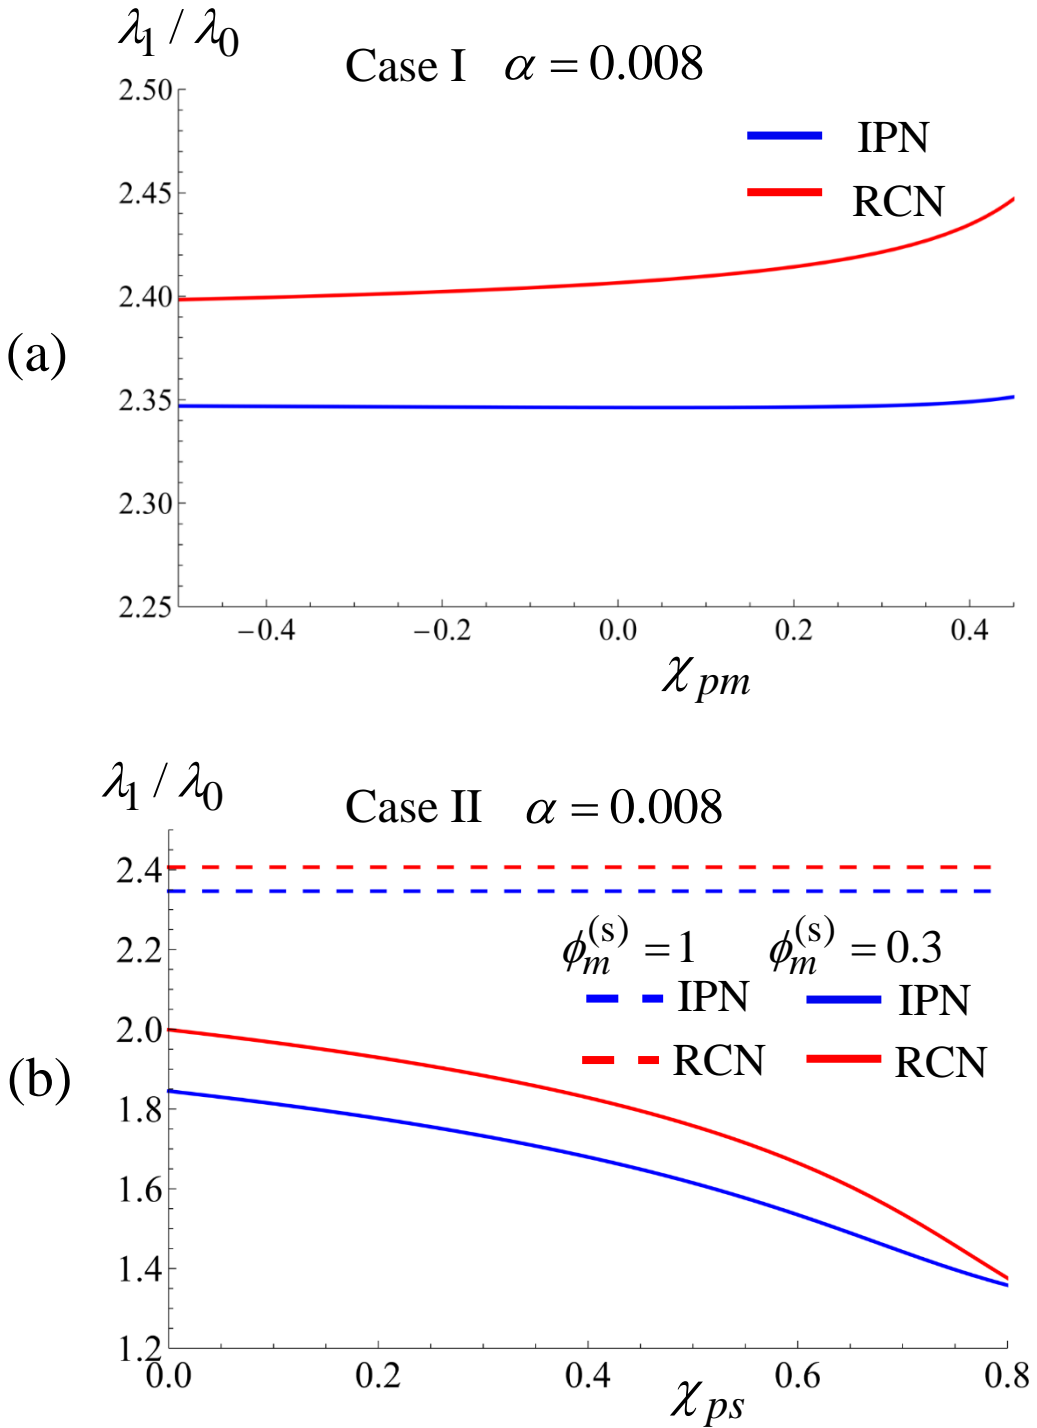 λ1 / λ0
Case I α = 0.008
2.50
IPN
2.45
RCN
2.40
(a)
2.35
2.30
2.25
−0.4 −0.2 0.0 0.2 0.4
χpm
λ1 / λ0
Case II α = 0.008
2.4
ϕm(s) = 1 ϕm(s) = 0.3
2.2
IPN IPN
2.0
RCN RCN
(b)
1.8
1.6
1.4
1.2
0.0 0.2 0.4 0.6 0.8
χps